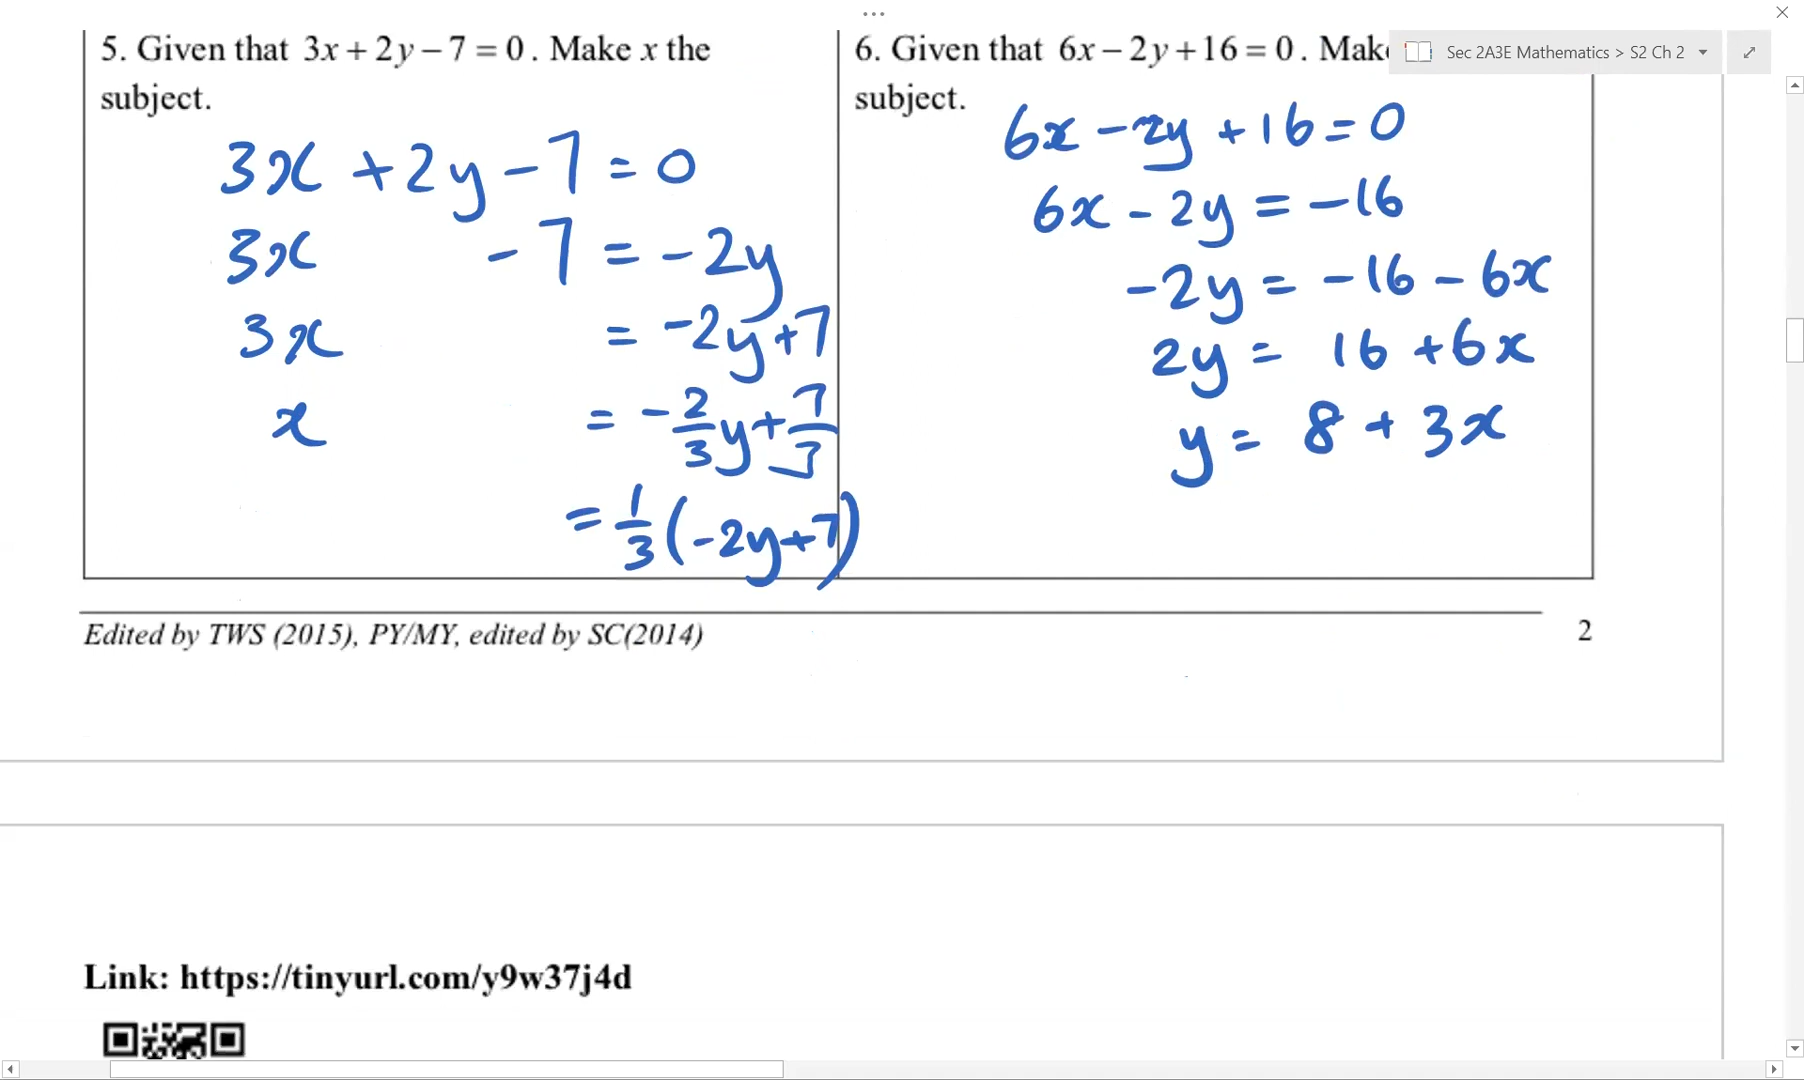 Sec 2A3E Mathematics > S2 Ch 2
5. Given that 3x + 2y − 7 = 0. Make x the
subject.
3x + 2y − 7 = 0
3x − 7 = −2y
3x = −2y + 7
x = −2/3 y + 7/3
= 1/3 (−2y + 7)
6. Given that 6x − 2y + 16 = 0. Mak
subject.
6x − 2y + 16 = 0
6x − 2y = −16
−2y = −16 − 6x
2y = 16 + 6x
y = 8 + 3x
Edited by TWS (2015), PY/MY, edited by SC(2014)
2
Link: https://tinyurl.com/y9w37j4d